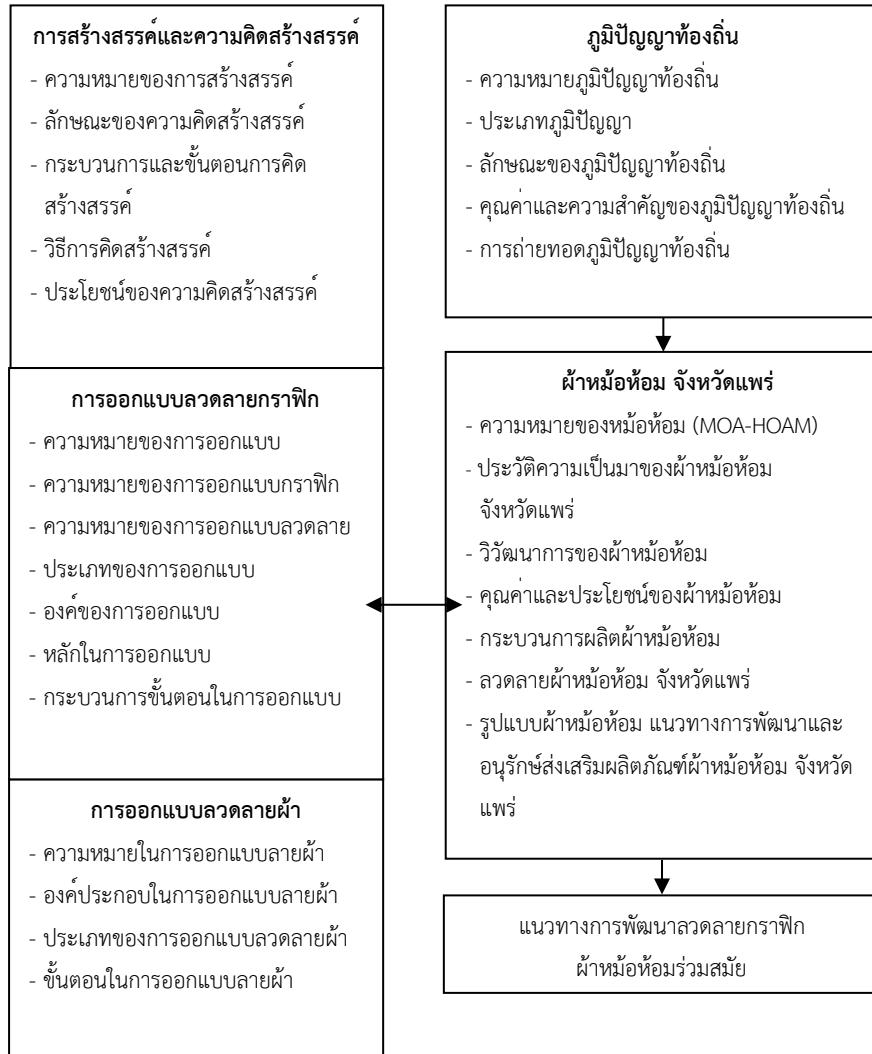 การสร้างสรรค์และความคิดสร้างสรรค์
- ความหมายของการสร้างสรรค์
- ลักษณะของความคิดสร้างสรรค์
- กระบวนการและขั้นตอนการคิด
สร้างสรรค์
- วิธีการคิดสร้างสรรค์
- ประโยชน์ของความคิดสร้างสรรค์
การออกแบบลวดลายกราฟิก
- ความหมายของการออกแบบ
- ความหมายของการออกแบบกราฟิก
- ความหมายของการออกแบบลวดลาย
- ประเภทของการออกแบบ
- องค์ของการออกแบบ
- หลักในการออกแบบ
- กระบวนการขั้นตอนในการออกแบบ
การออกแบบลวดลายผ้า
- ความหมายในการออกแบบลายผ้า
- องค์ประกอบในการออกแบบลายผ้า
- ประเภทของการออกแบบลวดลายผ้า
- ขั้นตอนในการออกแบบลายผ้า
ภูมิปัญญาท้องถิ่น
- ความหมายภูมิปัญญาท้องถิ่น
- ประเภทภูมิปัญญา
- ลักษณะของภูมิปัญญาท้องถิ่น
- คุณค่าและความสำคัญของภูมิปัญญาท้องถิ่น
- การถ่ายทอดภูมิปัญญาท้องถิ่น
ผ้าหม้อห้อม จังหวัดแพร่
- ความหมายของหม้อห้อม (MOA-HOAM)
- ประวัติความเป็นมาของผ้าหม้อห้อม
จังหวัดแพร่
- วิวัฒนาการของผ้าหม้อห้อม
- คุณค่าและประโยชน์ของผ้าหม้อห้อม
- กระบวนการผลิตผ้าหม้อห้อม
- ลวดลายผ้าหม้อห้อม จังหวัดแพร่
- รูปแบบผ้าหม้อห้อม แนวทางการพัฒนาและ
อนุรักษ์ส่งเสริมผลิตภัณฑ์ผ้าหม้อห้อม จังหวัด
แพร่
แนวทางการพัฒนาลวดลายกราฟิก
ผ้าหม้อห้อมร่วมสมัย